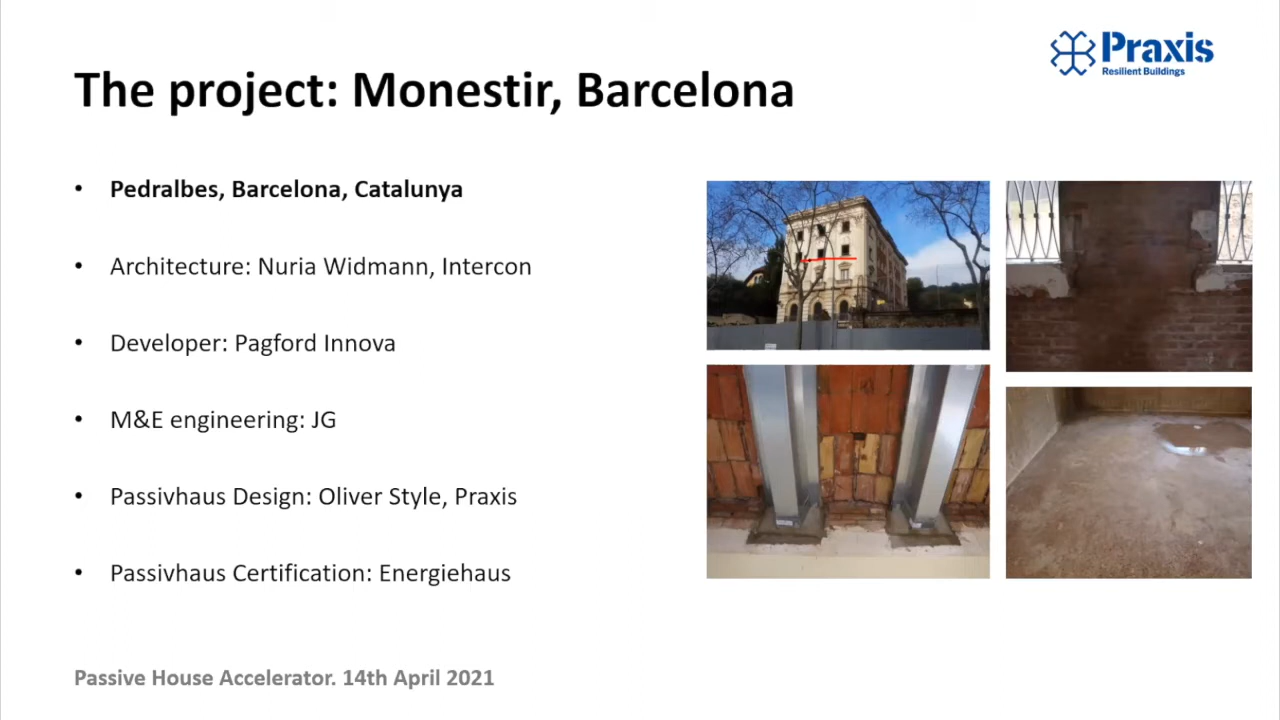 Praxis
Resilient Buildings
The project: Monestir, Barcelona
• Pedralbes, Barcelona, Catalunya
• Architecture: Nuria Widmann, Intercon
• Developer: Pagford Innova
• M&E engineering: JG
• Passivhaus Design: Oliver Style, Praxis
• Passivhaus Certification: Energiehaus
Passive House Accelerator. 14th April 2021